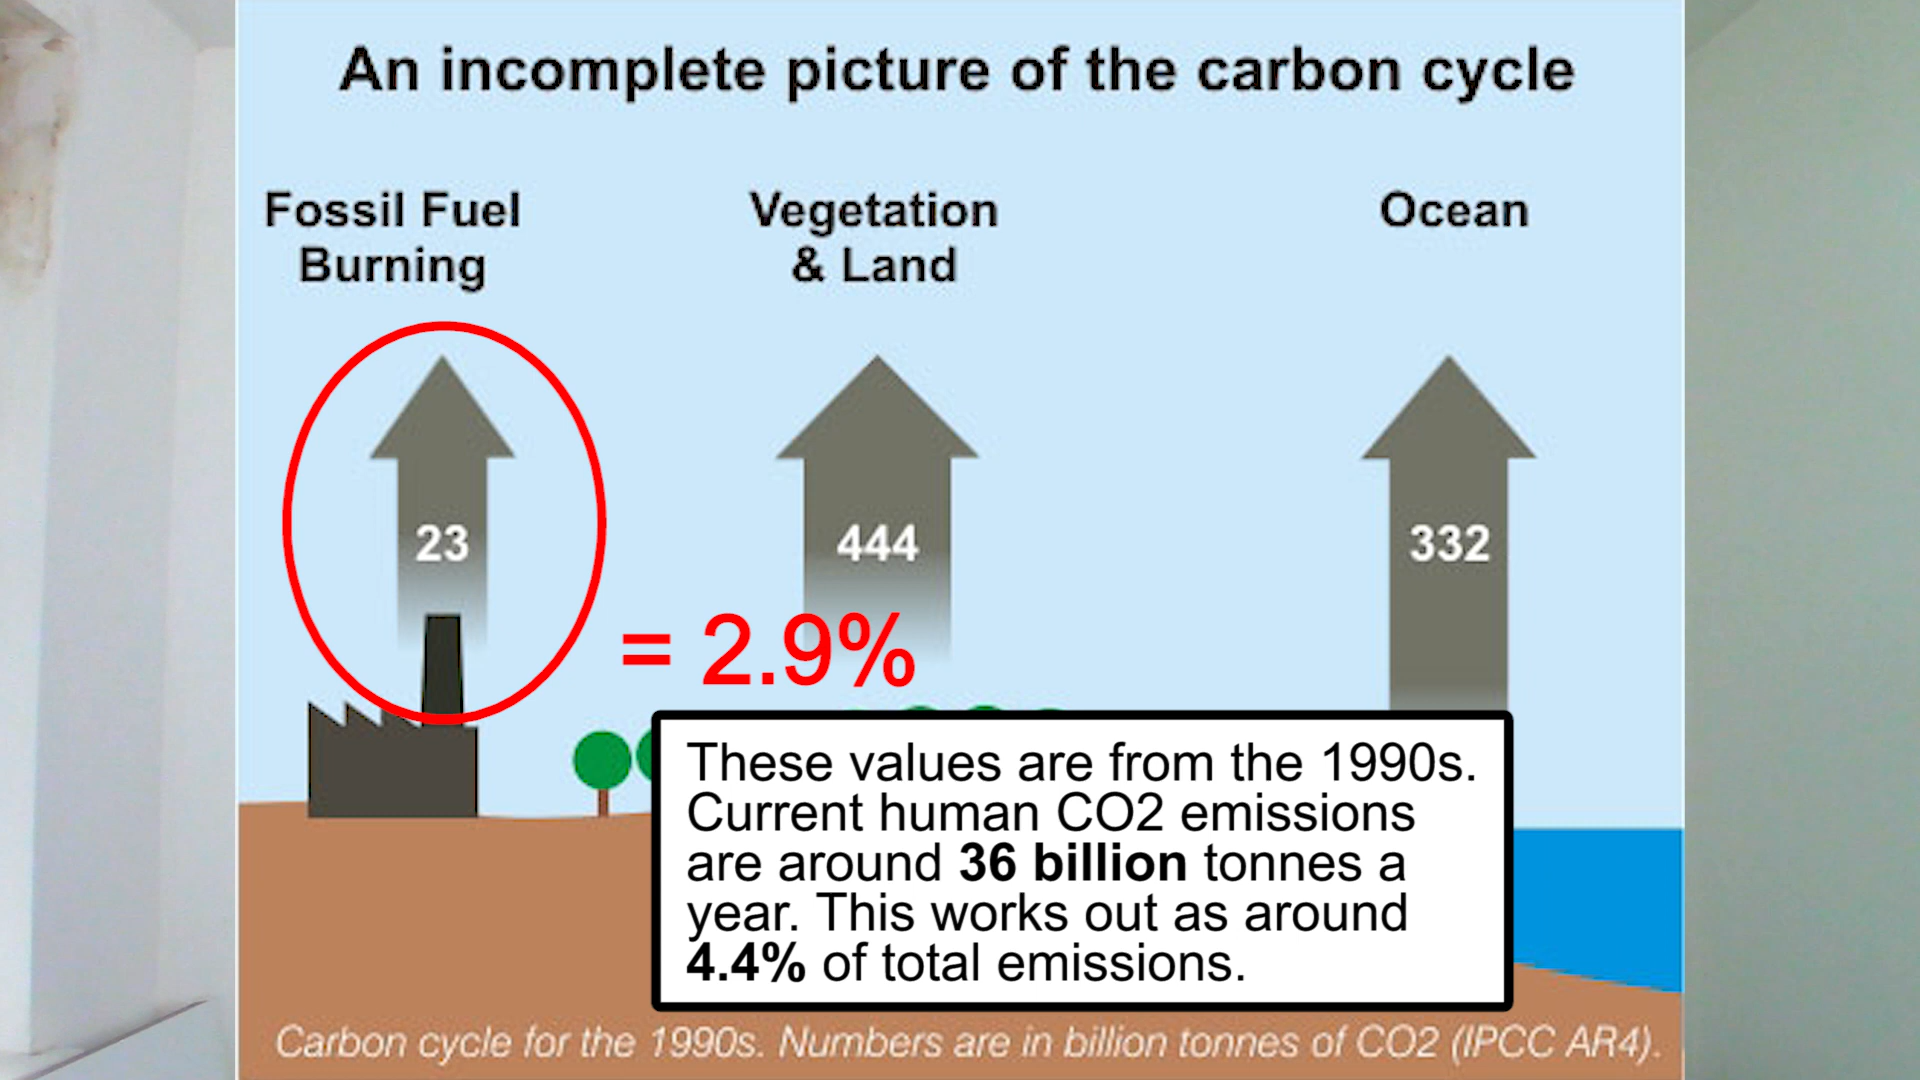 An incomplete picture of the carbon cycle
Fossil Fuel
Burning
Vegetation
& Land
Ocean
23
444
332
= 2.9%
These values are from the 1990s.
Current human CO2 emissions
are around 36 billion tonnes a
year. This works out as around
4.4% of total emissions.
Carbon cycle for the 1990s. Numbers are in billion tonnes of CO2 (IPCC AR4).